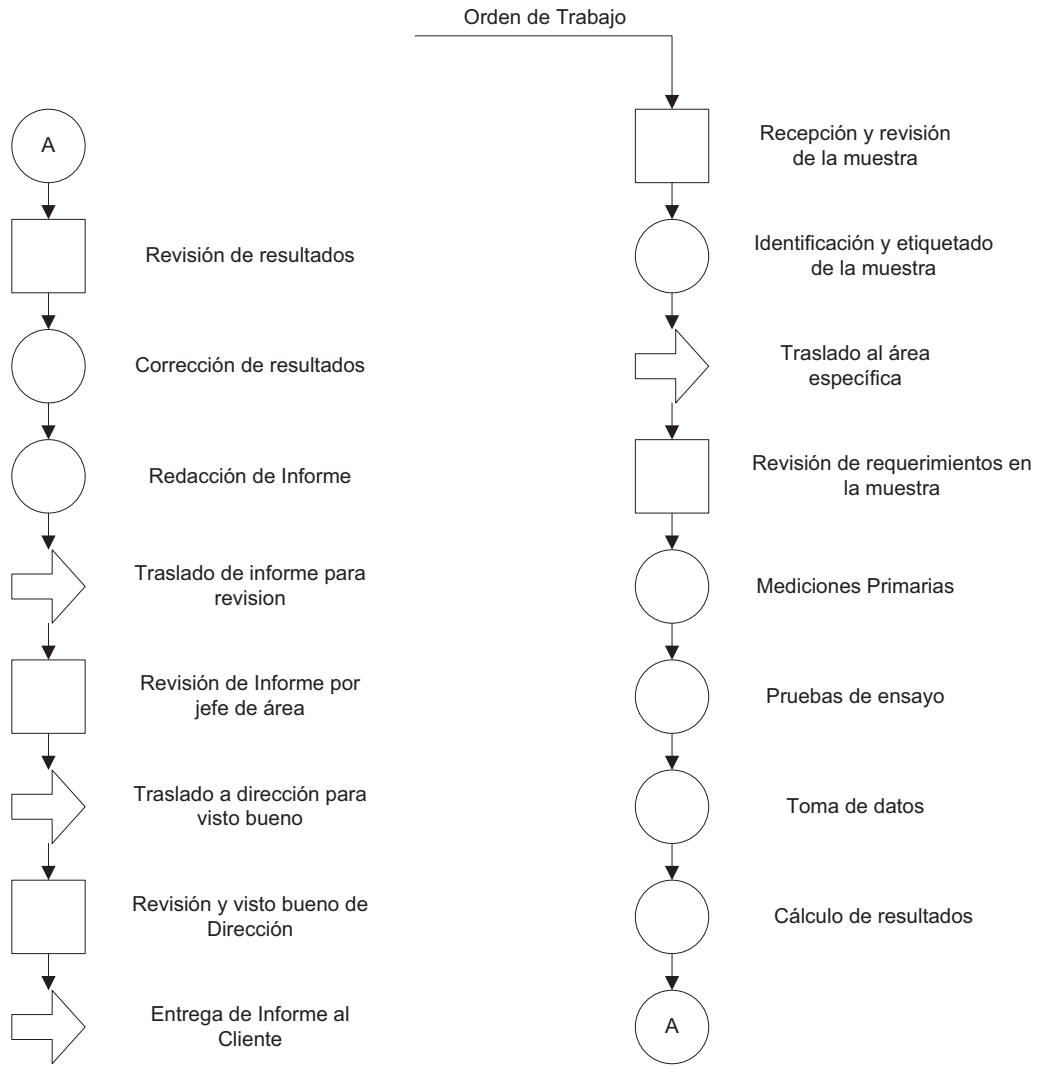 Orden de Trabajo
Recepción y revisión
de la muestra
Identificación y etiquetado
de la muestra
Traslado al área
específica
Revisión de requerimientos en
la muestra
Mediciones Primarias
Pruebas de ensayo
Toma de datos
Cálculo de resultados
A
A
Revisión de resultados
Corrección de resultados
Redacción de Informe
Traslado de informe para
revision
Revisión de Informe por
jefe de área
Traslado a dirección para
visto bueno
Revisión y visto bueno de
Dirección
Entrega de Informe al
Cliente